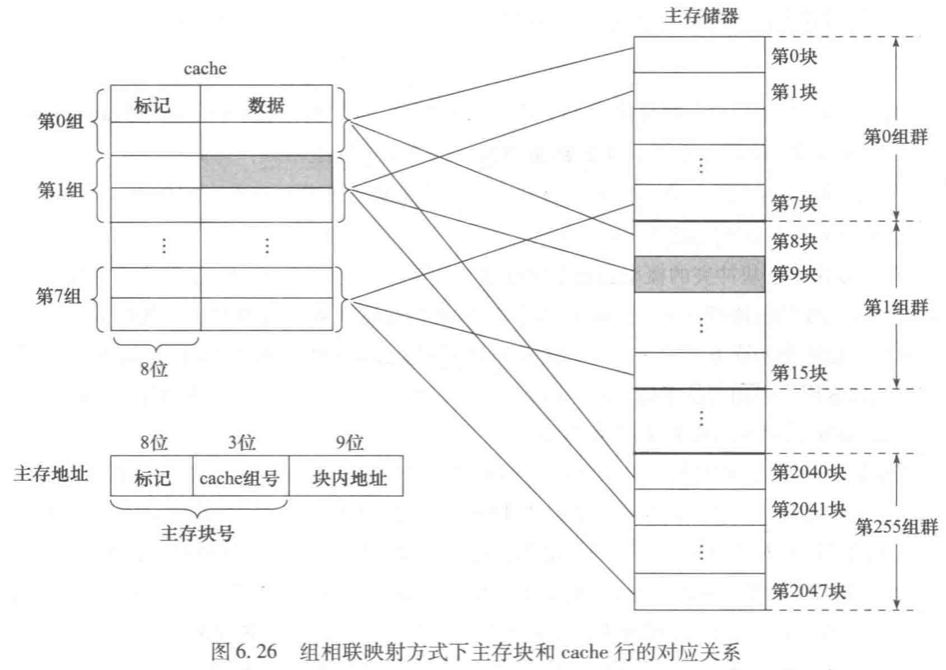 主存储器
cache
标记 数据
第0组
第1组
⋮ ⋮
第7组
8位
第0块
第1块
⋮
第7块
第0组群
第8块
第9块
⋮
第15块
第1组群
⋮
第2040块
第2041块
⋮
第2047块
第255组群
8位 3位 9位
主存地址 标记 cache组号 块内地址
主存块号
图 6.26 组相联映射方式下主存块和 cache 行的对应关系